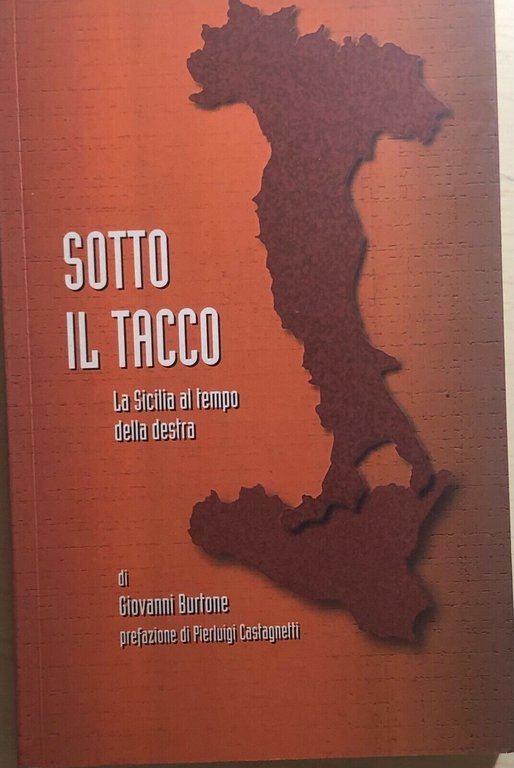 SOTTO
IL TACCO
La Sicilia al tempo
della destra
di
Giovanni Burtone
prefazione di Pierluigi Castagnetti